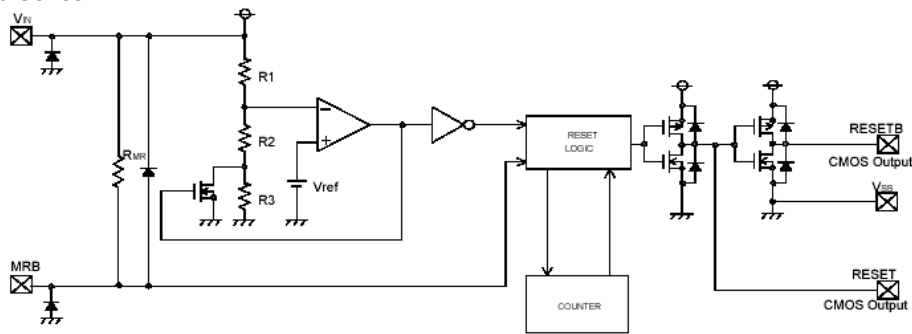 VIN
R1
R2
R3
RMR
Vref
RESET
LOGIC
COUNTER
RESETB
CMOS Output
VSS
MRB
RESET
CMOS Output